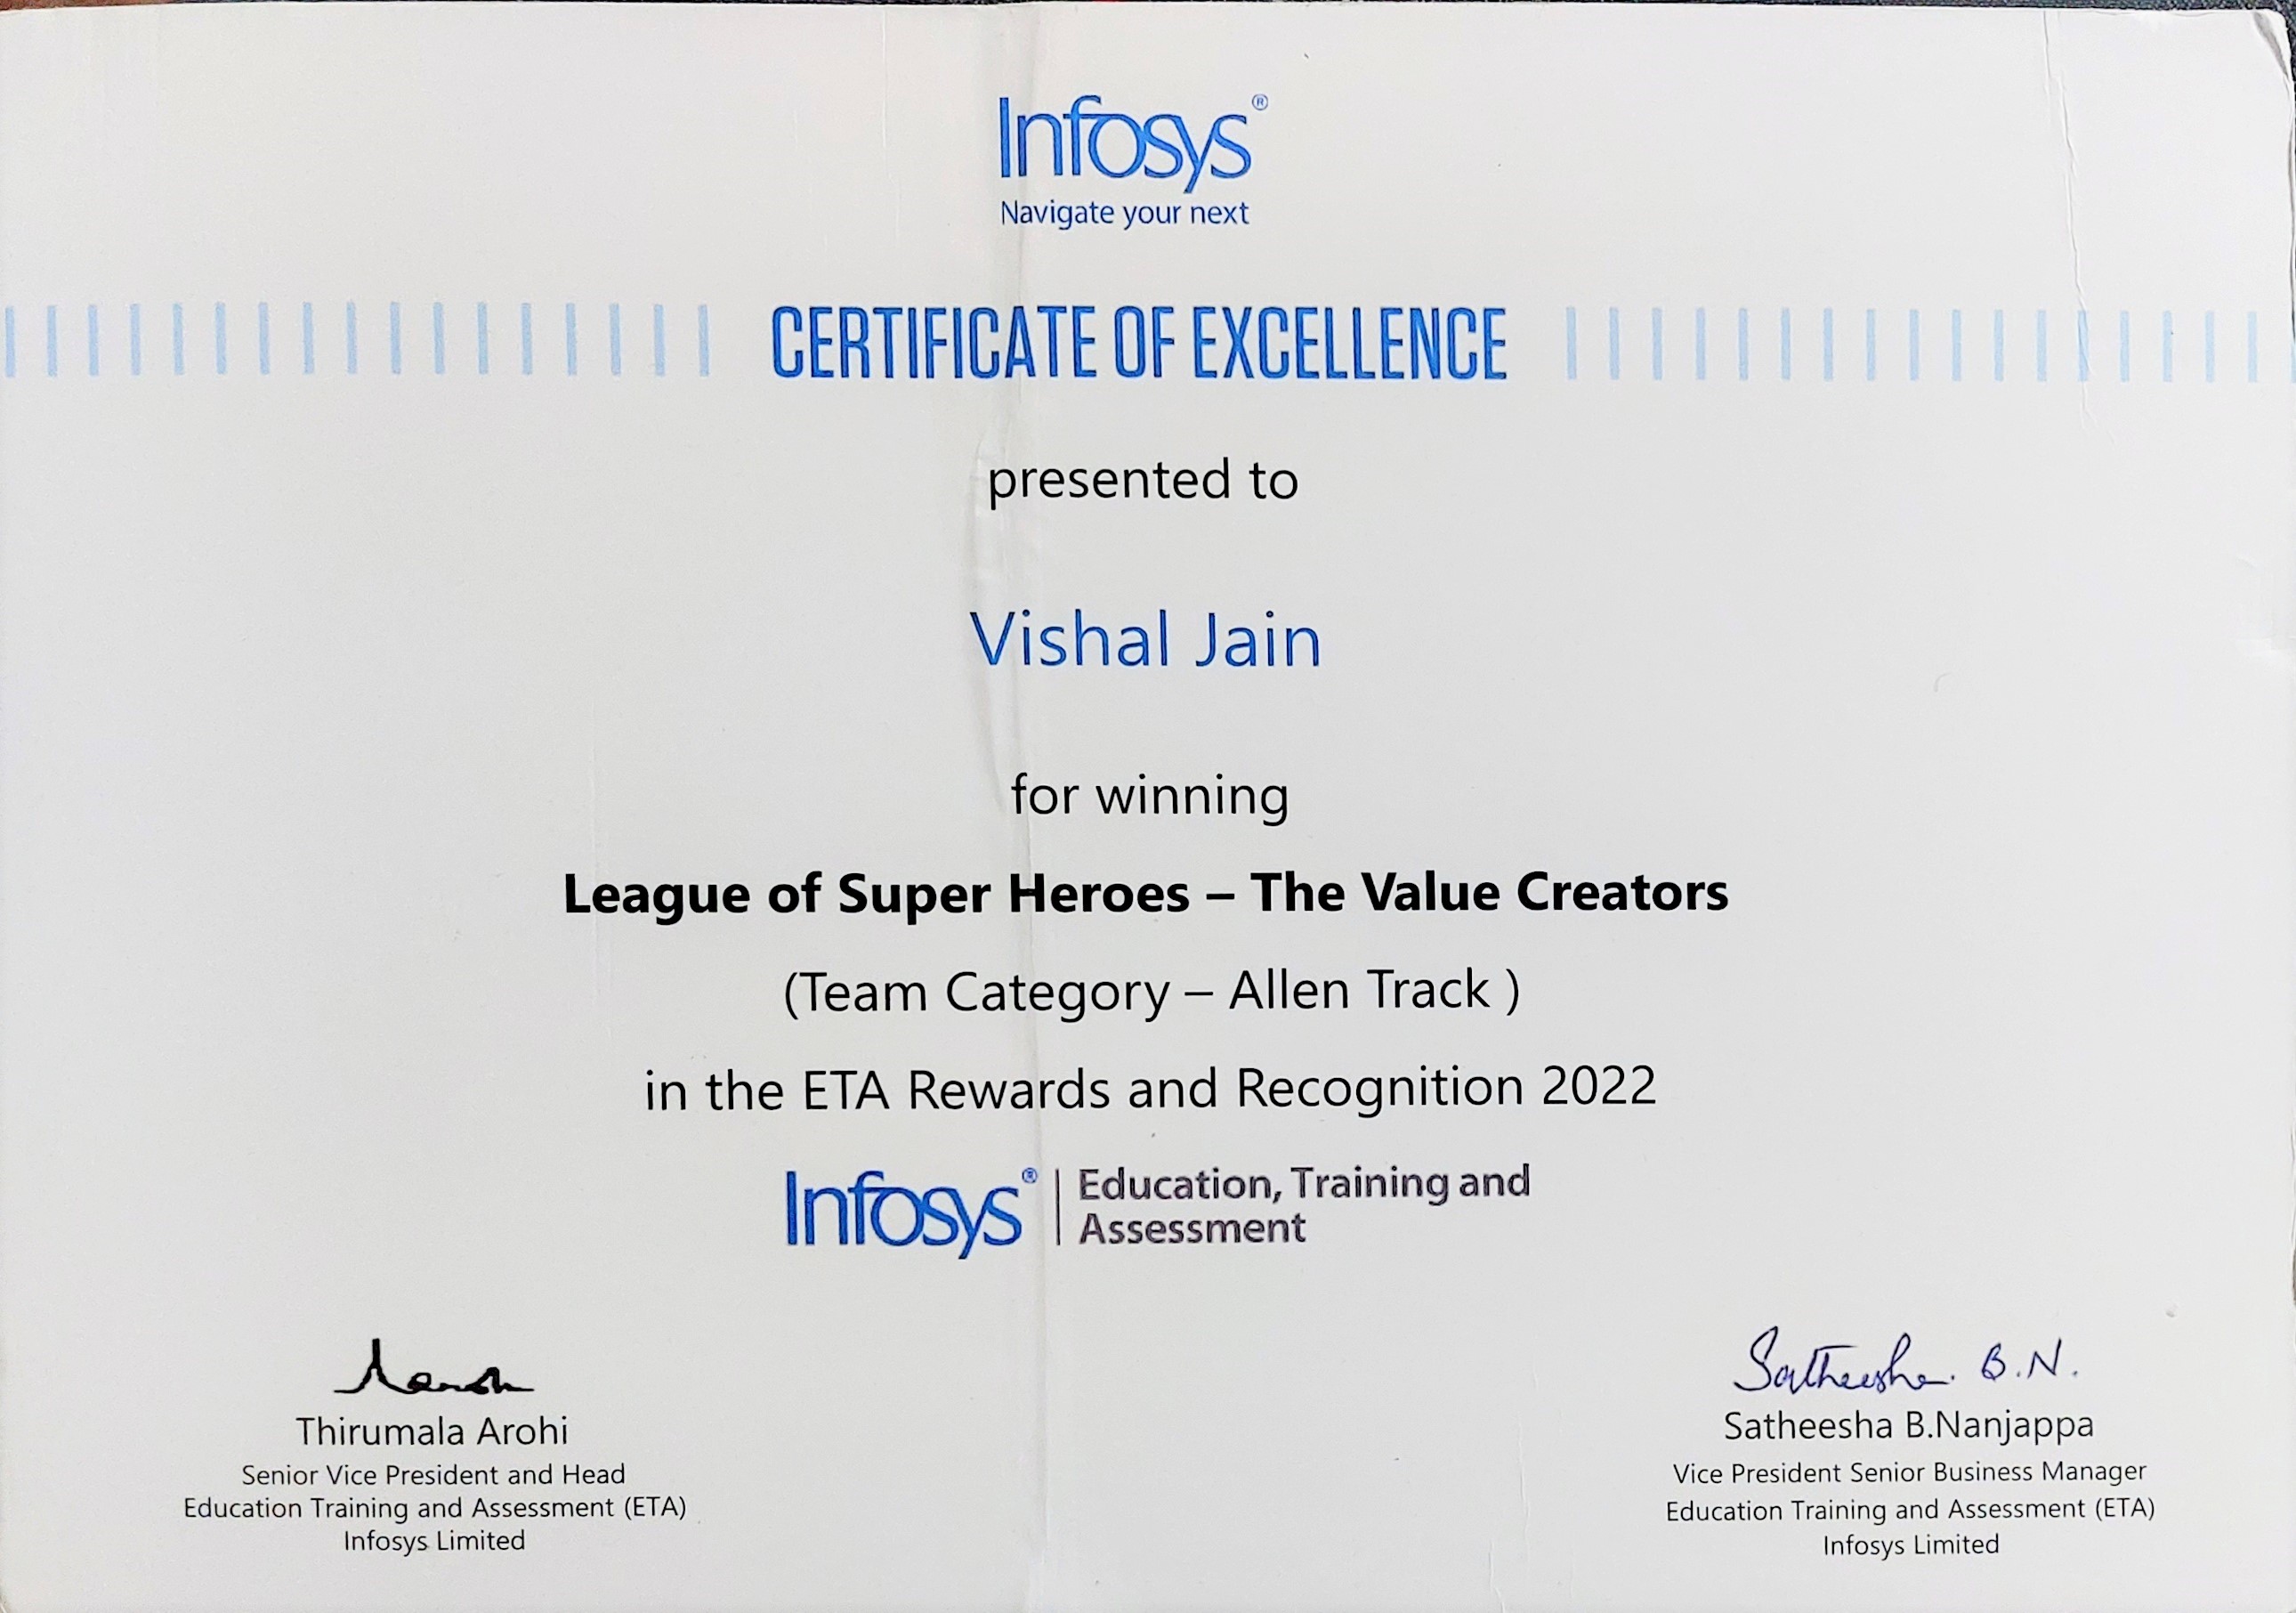 Infosys®
Navigate your next
CERTIFICATE OF EXCELLENCE
presented to
Vishal Jain
for winning
League of Super Heroes – The Value Creators
(Team Category – Allen Track )
in the ETA Rewards and Recognition 2022
Infosys® | Education, Training and
Assessment
Thirumala Arohi
Senior Vice President and Head
Education Training and Assessment (ETA)
Infosys Limited
Satheesha. B.N.
Satheesha B.Nanjappa
Vice President Senior Business Manager
Education Training and Assessment (ETA)
Infosys Limited